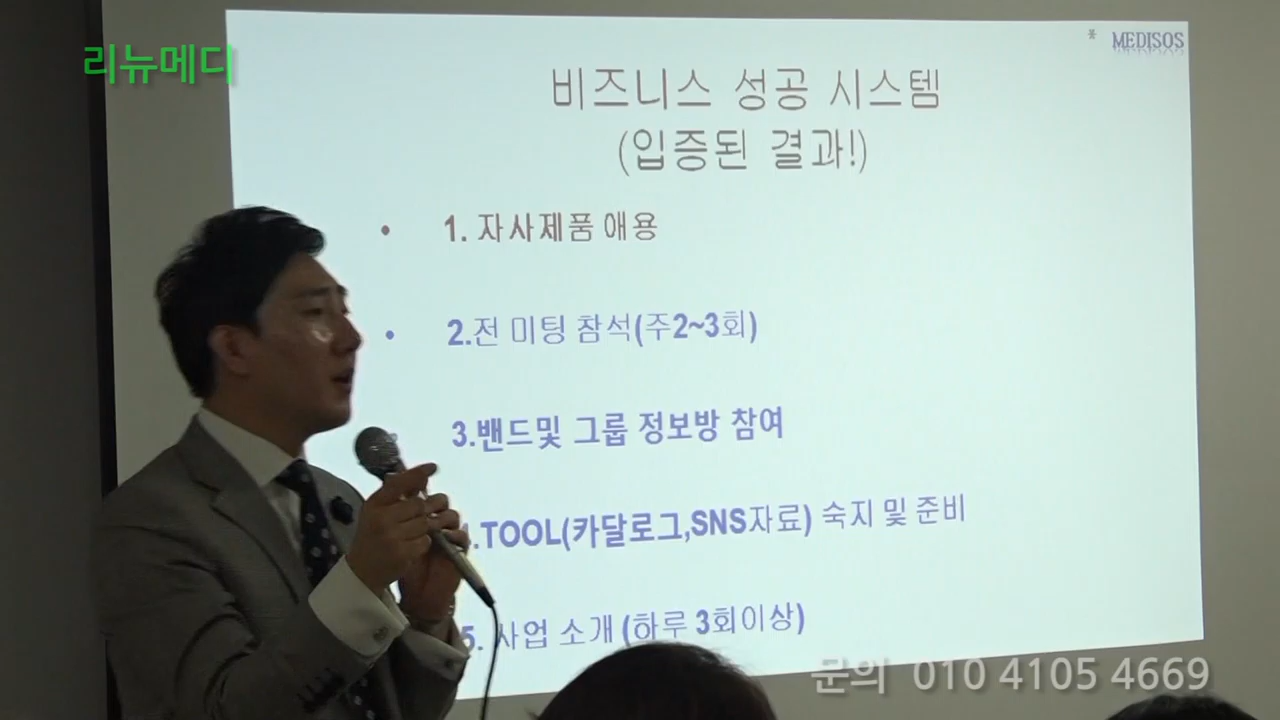 리뉴메디
* MEDISOS
비즈니스 성공 시스템
(입증된 결과!)
• 1. 자사제품 애용
• 2.전 미팅 참석(주2~3회)
3.밴드및 그룹 정보방 참여
.TOOL(카달로그,SNS자료) 숙지 및 준비
5. 사업 소개 (하루 3회이상)
문의 010 4105 4669